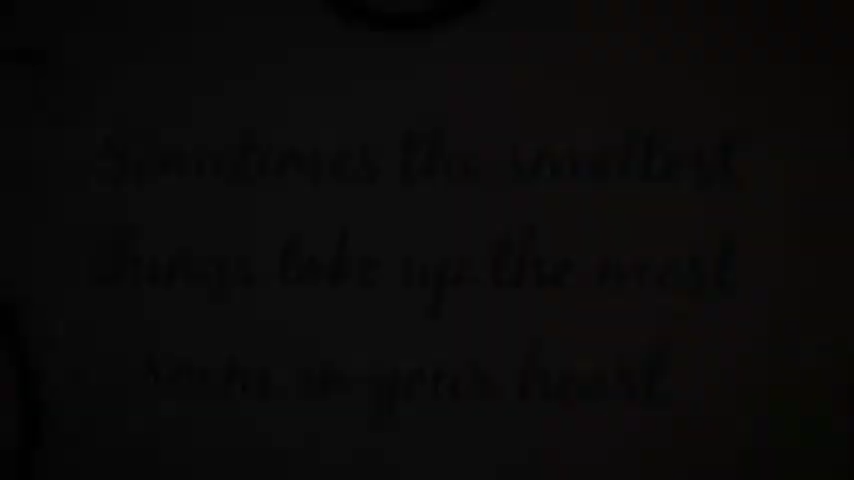 Sometimes the smallest
things take up the most
room in your heart